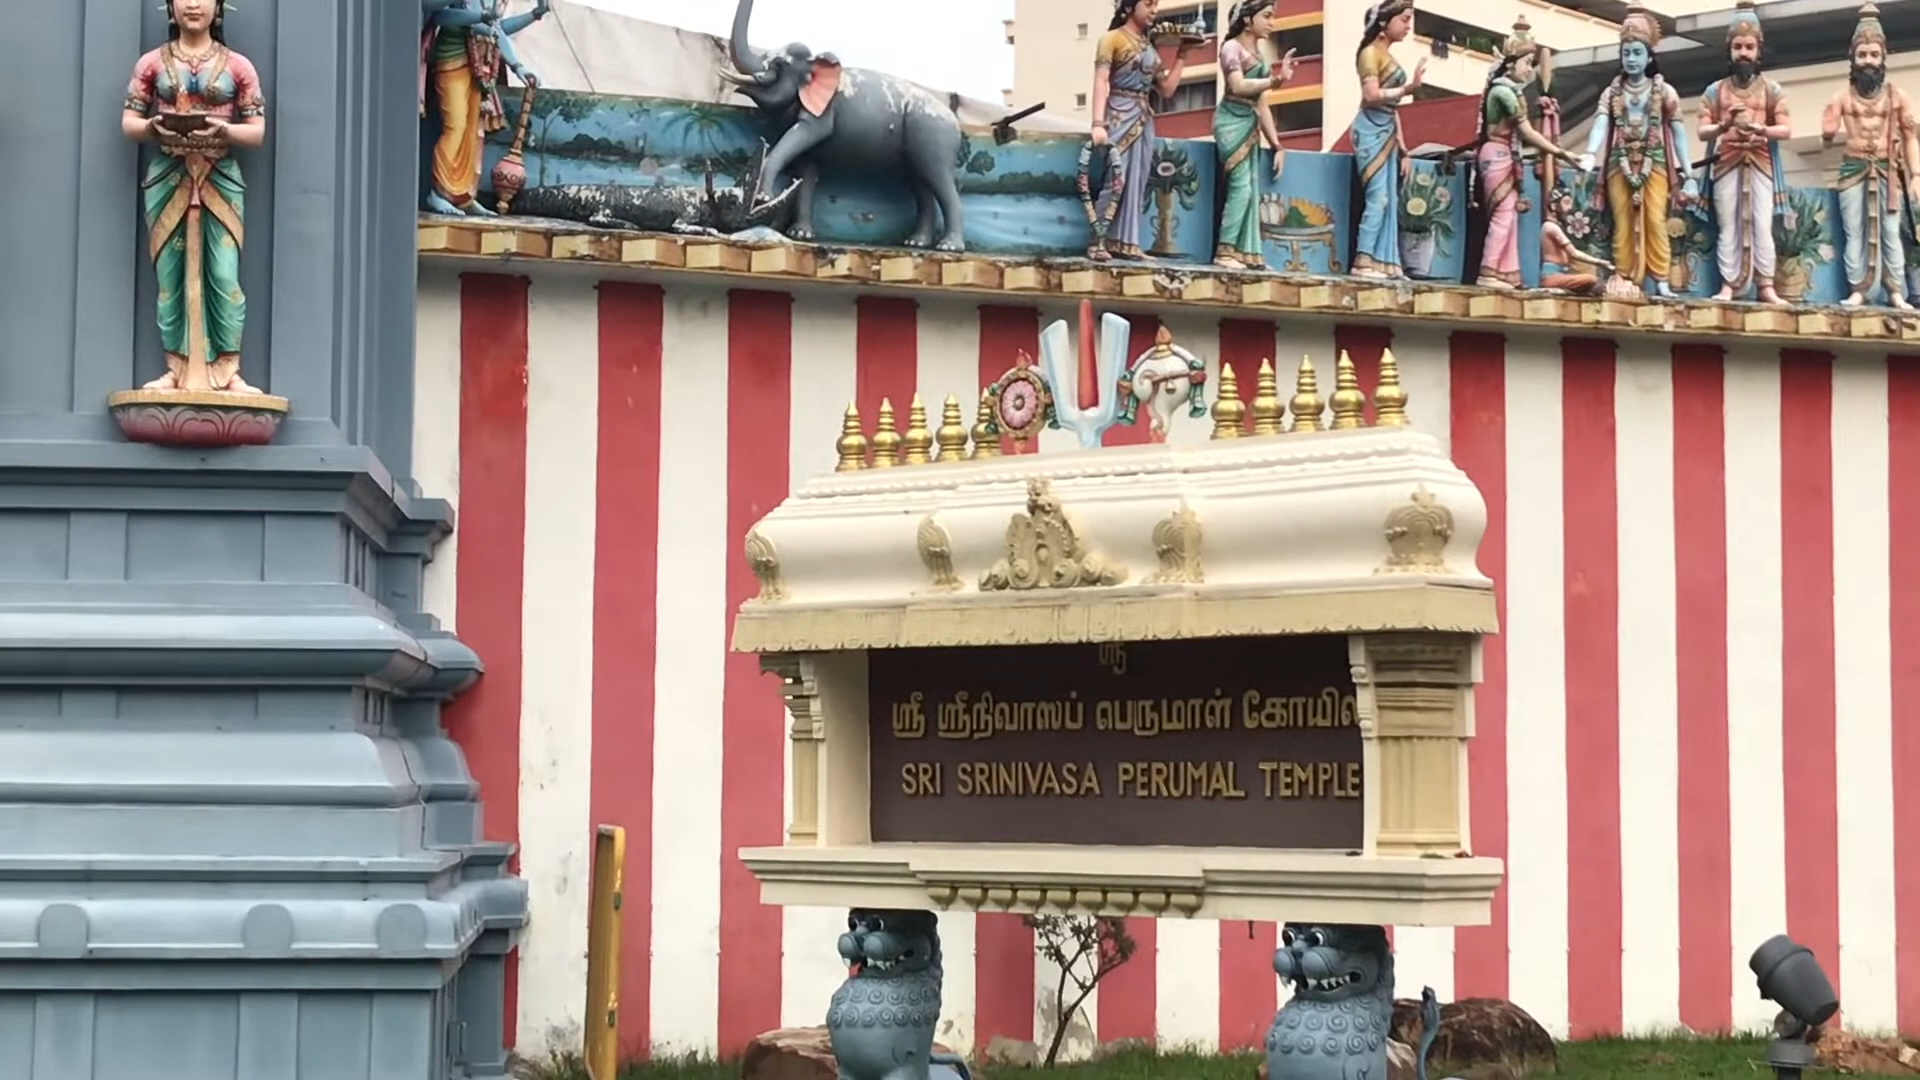 ஸ்ரீ
ஸ்ரீ ஸ்ரீநிவாஸப் பெருமாள் கோயில்
SRI SRINIVASA PERUMAL TEMPLE